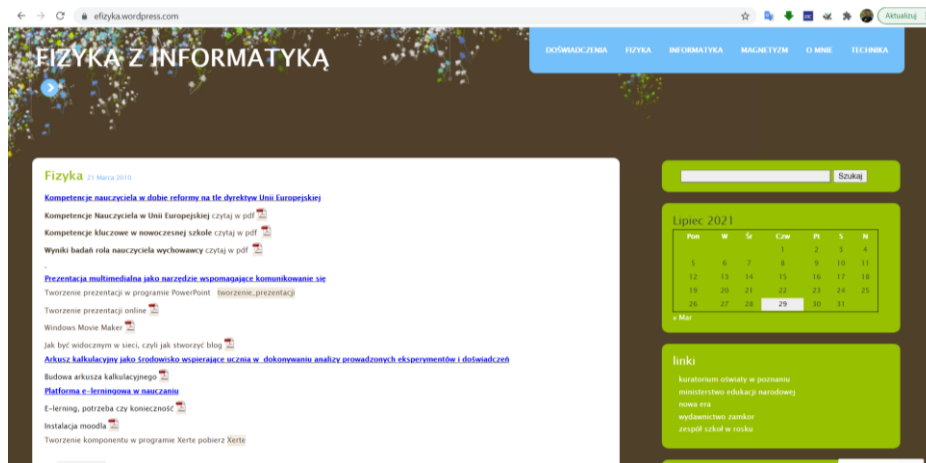 efizyka.wordpress.com
Aktualizuj
FIZYKA Z INFORMATYKĄ
DOŚWIADCZENIA FIZYKA INFORMATYKA MAGNETYZM O MNIE TECHNIKA
Fizyka 21 Marca 2010
Kompetencje nauczyciela w dobie reformy na tle dyrektyw Unii Europejskiej
Kompetencje Nauczyciela w Unii Europejskiej czytaj w pdf
Kompetencje kluczowe w nowoczesnej szkole czytaj w pdf
Wyniki badań rola nauczyciela wychowawcy czytaj w pdf
.
Prezentacja multimedialna jako narzędzie wspomagające komunikowanie się
Tworzenie prezentacji w programie PowerPoint tworzenie_prezentacji
Tworzenie prezentacji online
Windows Movie Maker
Jak być widocznym w sieci, czyli jak stworzyć blog
Arkusz kalkulacyjny jako środowisko wspierające ucznia w dokonywaniu analizy prowadzonych eksperymentów i doświadczeń
Budowa arkusza kalkulacyjnego
Platforma e-lerningowa w nauczaniu
E-lerning, potrzeba czy konieczność
Instalacja moodla
Tworzenie komponentu w programie Xerte pobierz Xerte
Szukaj
Lipiec 2021
Pon W Śr Czw P S N
1 2 3 4
5 6 7 8 9 10 11
12 13 14 15 16 17 18
19 20 21 22 23 24 25
26 27 28 29 30 31
« Mar
linki
kuratorium oświaty w poznaniu
ministerstwo edukacji narodowej
nowa era
wydawnictwo zamkor
zespół szkół w rosku